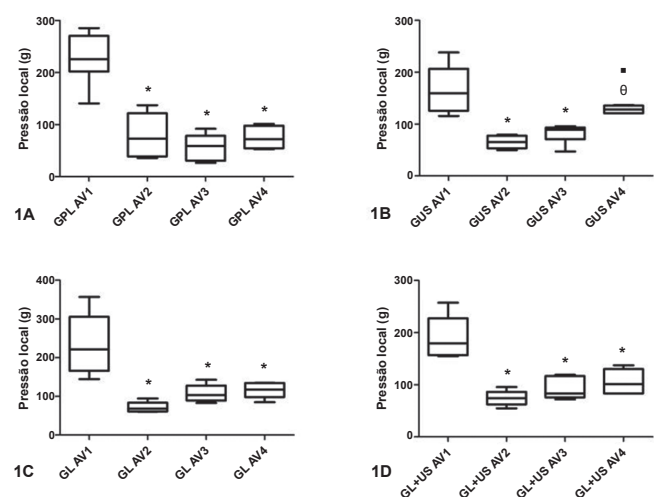 300
200
100
0
Pressão local (g)
*
*
*
GPL AV1
GPL AV2
GPL AV3
GPL AV4
1A
300
200
100
0
Pressão local (g)
*
*
θ
GUS AV1
GUS AV2
GUS AV3
GUS AV4
1B
400
300
200
100
0
Pressão local (g)
*
*
*
GL AV1
GL AV2
GL AV3
GL AV4
1C
300
200
100
0
Pressão local (g)
*
*
*
GL+US AV1
GL+US AV2
GL+US AV3
GL+US AV4
1D